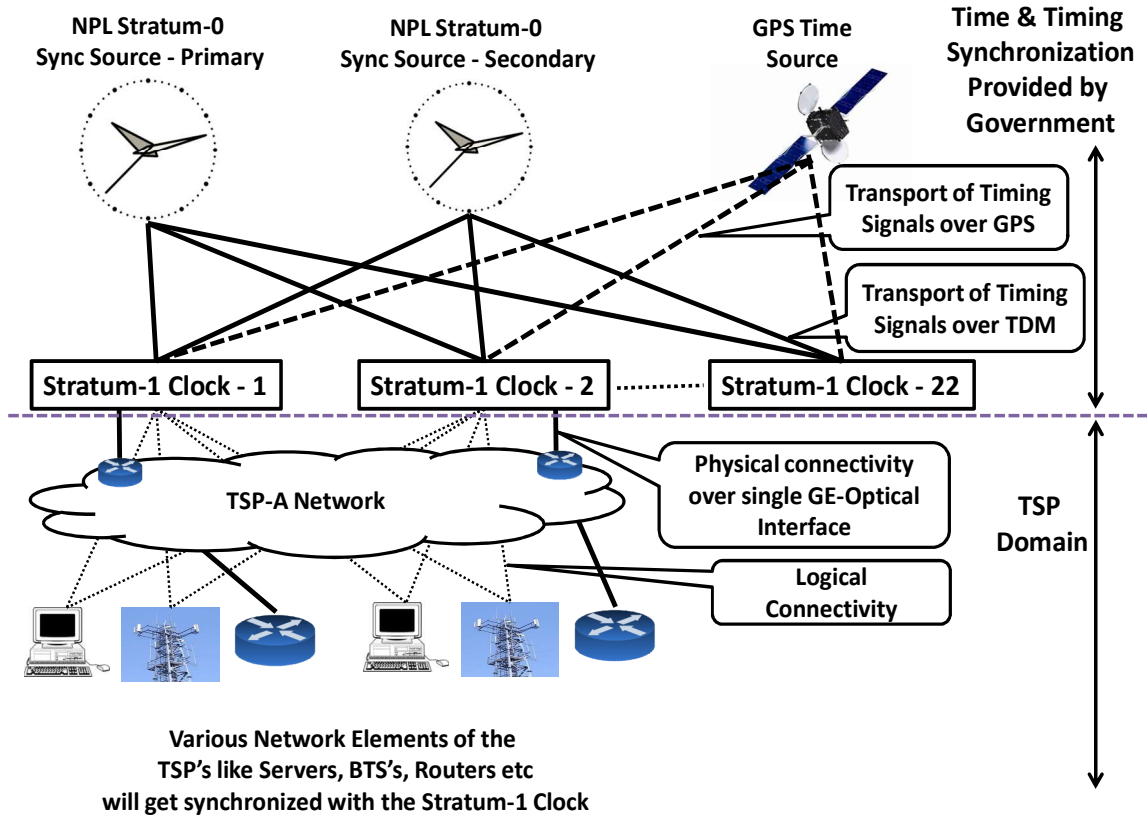 NPL Stratum-0
Sync Source - Primary
NPL Stratum-0
Sync Source - Secondary
GPS Time
Source
Time & Timing
Synchronization
Provided by
Government
Transport of Timing
Signals over GPS
Transport of Timing
Signals over TDM
Stratum-1 Clock - 1
Stratum-1 Clock - 2
Stratum-1 Clock - 22
TSP-A Network
Physical connectivity
over single GE-Optical
Interface
TSP
Domain
Logical
Connectivity
Various Network Elements of the
TSP's like Servers, BTS's, Routers etc
will get synchronized with the Stratum-1 Clock